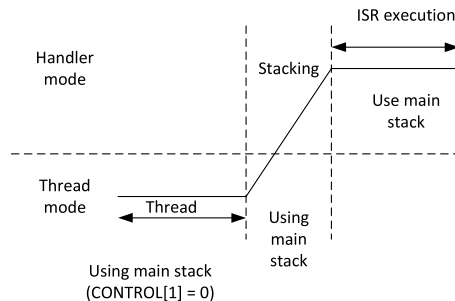 ISR execution
Handler
mode
Stacking
Use main
stack
Thread
mode
Thread
Using
main
stack
Using main stack
(CONTROL[1] = 0)